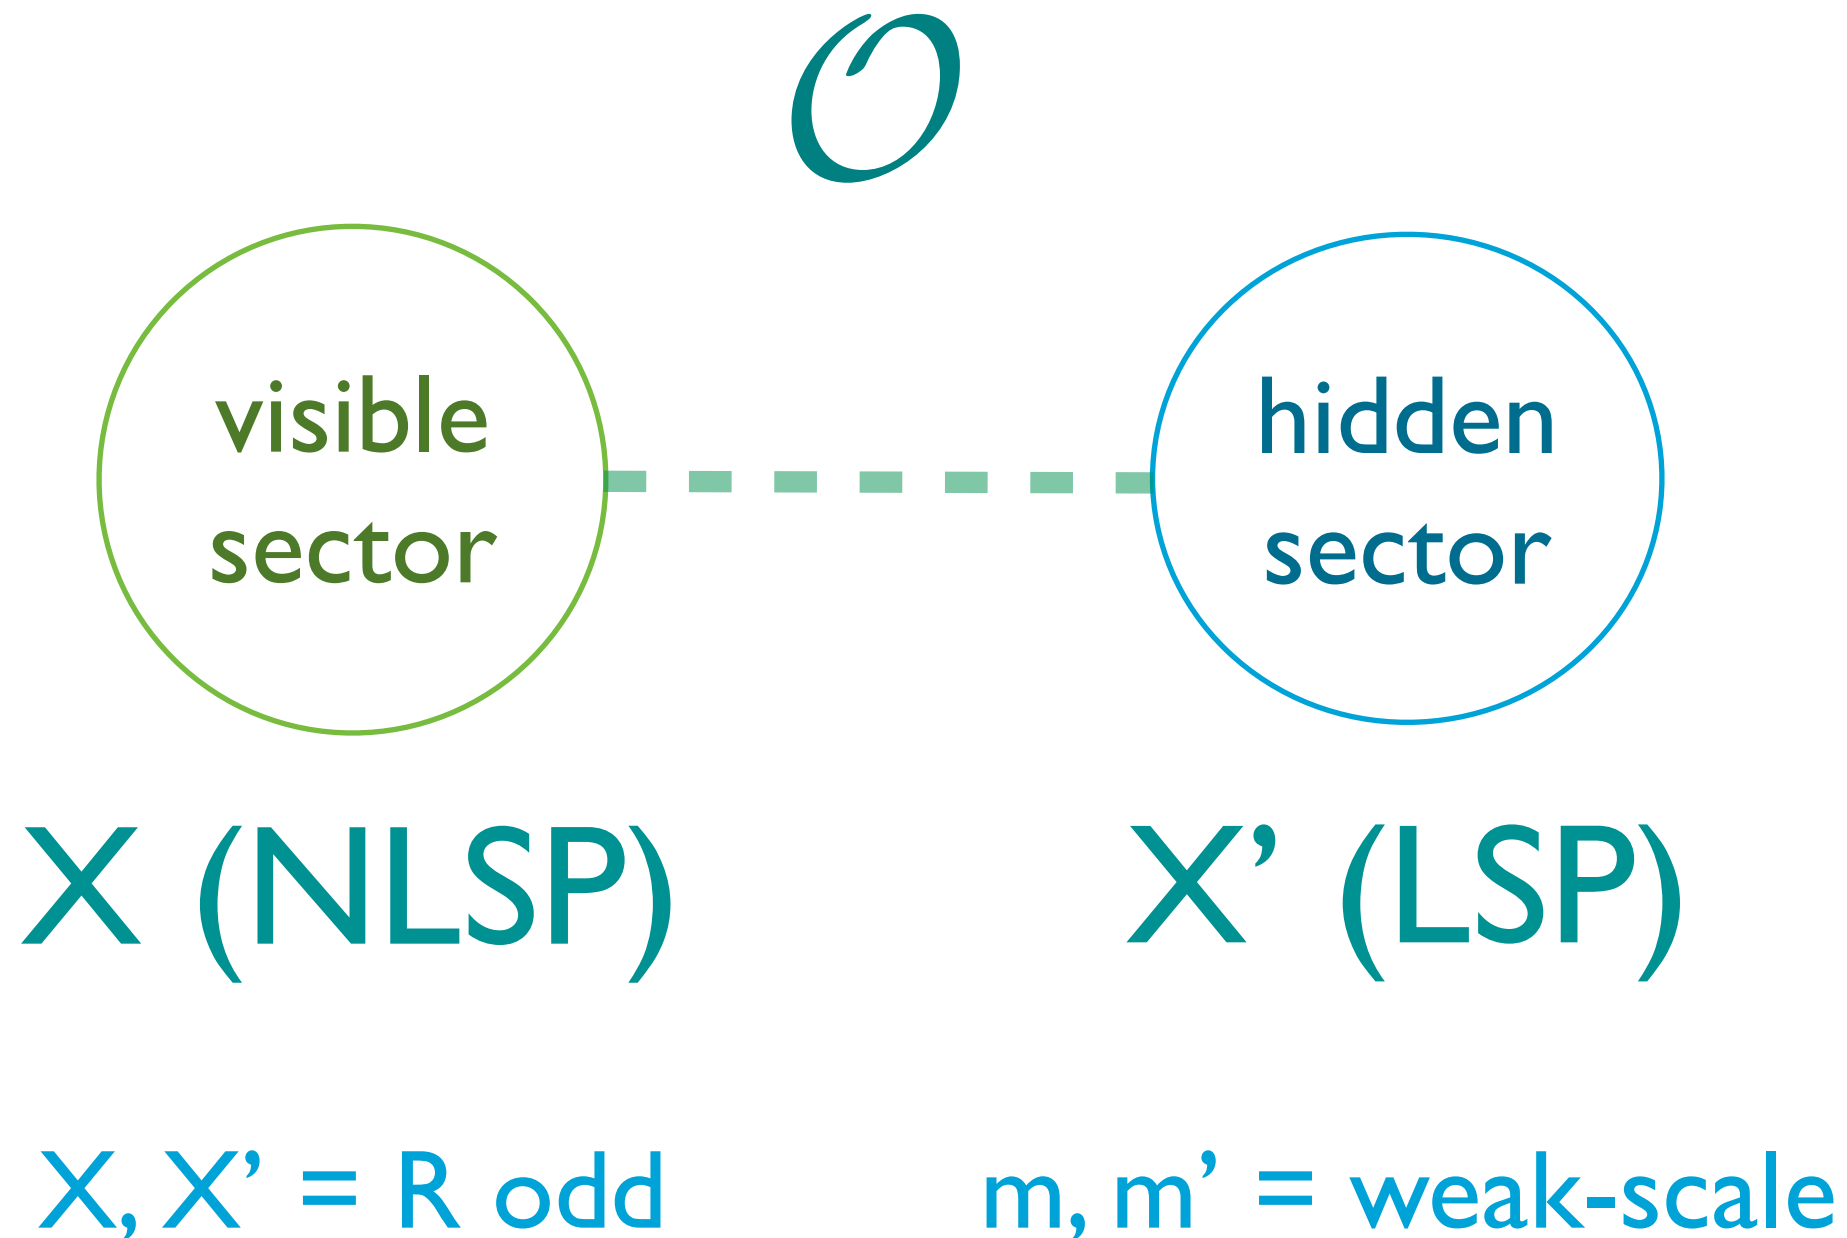 𝒪
visible
sector
hidden
sector
X (NLSP)
X’ (LSP)
X, X’ = R odd
m, m’ = weak-scale